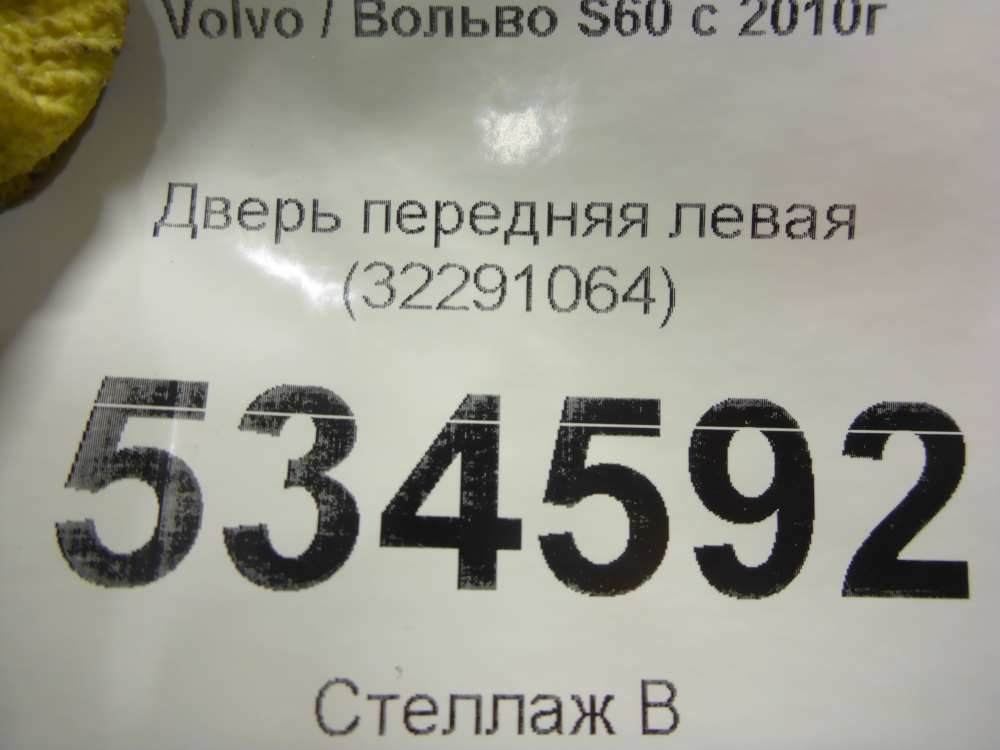 Volvo / Вольво S60 с 2010г
Дверь передняя левая
(32291064)
534592
Стеллаж В